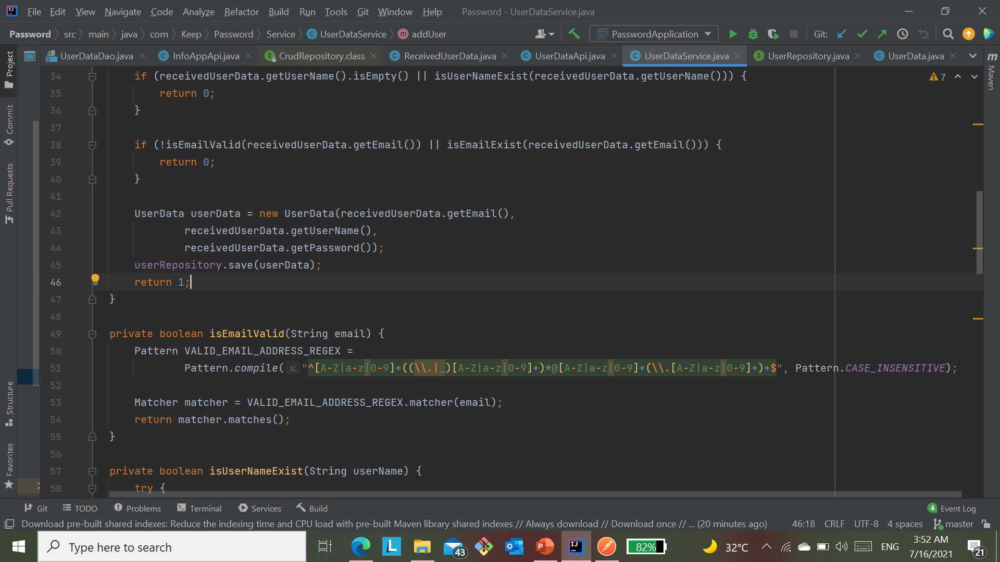 File Edit View Navigate Code Analyze Refactor Build Run Tools Git Window Help Password - UserDataService.java
Password src main java com Keep Password Service UserDataService addUser PasswordApplication Git:
UserDataDao.java InfoAppApi.java CrudRepository.class ReceivedUserData.java UserDataApi.java UserDataService.java UserRepository.java UserData.java
Project
Commit
Pull Requests
Structure
Favorites
m Maven
7
34 if (receivedUserData.getUserName().isEmpty() || isUserNameExist(receivedUserData.getUserName())) {
35 return 0;
36 }
37
38 if (!isEmailValid(receivedUserData.getEmail()) || isEmailExist(receivedUserData.getEmail())) {
39 return 0;
40 }
41
42 UserData userData = new UserData(receivedUserData.getEmail(),
43 receivedUserData.getUserName(),
44 receivedUserData.getPassword());
45 userRepository.save(userData);
46 return 1;
47 }
48
49 private boolean isEmailValid(String email) {
50 Pattern VALID_EMAIL_ADDRESS_REGEX =
51 Pattern.compile( s: "^[A-Z|a-z|0-9]+((\\.|_)[A-Z|a-z|0-9]+)*@[A-Z|a-z|0-9]+(\\.[A-Z|a-z|0-9]+)+$", Pattern.CASE_INSENSITIVE);
52
53 Matcher matcher = VALID_EMAIL_ADDRESS_REGEX.matcher(email);
54 return matcher.matches();
55 }
56
57 private boolean isUserNameExist(String userName) {
58 try {
Git TODO Problems Terminal Services Build 4 Event Log
Download pre-built shared indexes: Reduce the indexing time and CPU load with pre-built Maven library shared indexes // Always download // Download once // ... (20 minutes ago) 46:18 CRLF UTF-8 4 spaces master
Type here to search 43 82% 32°C ENG 3:52 AM
7/16/2021 21